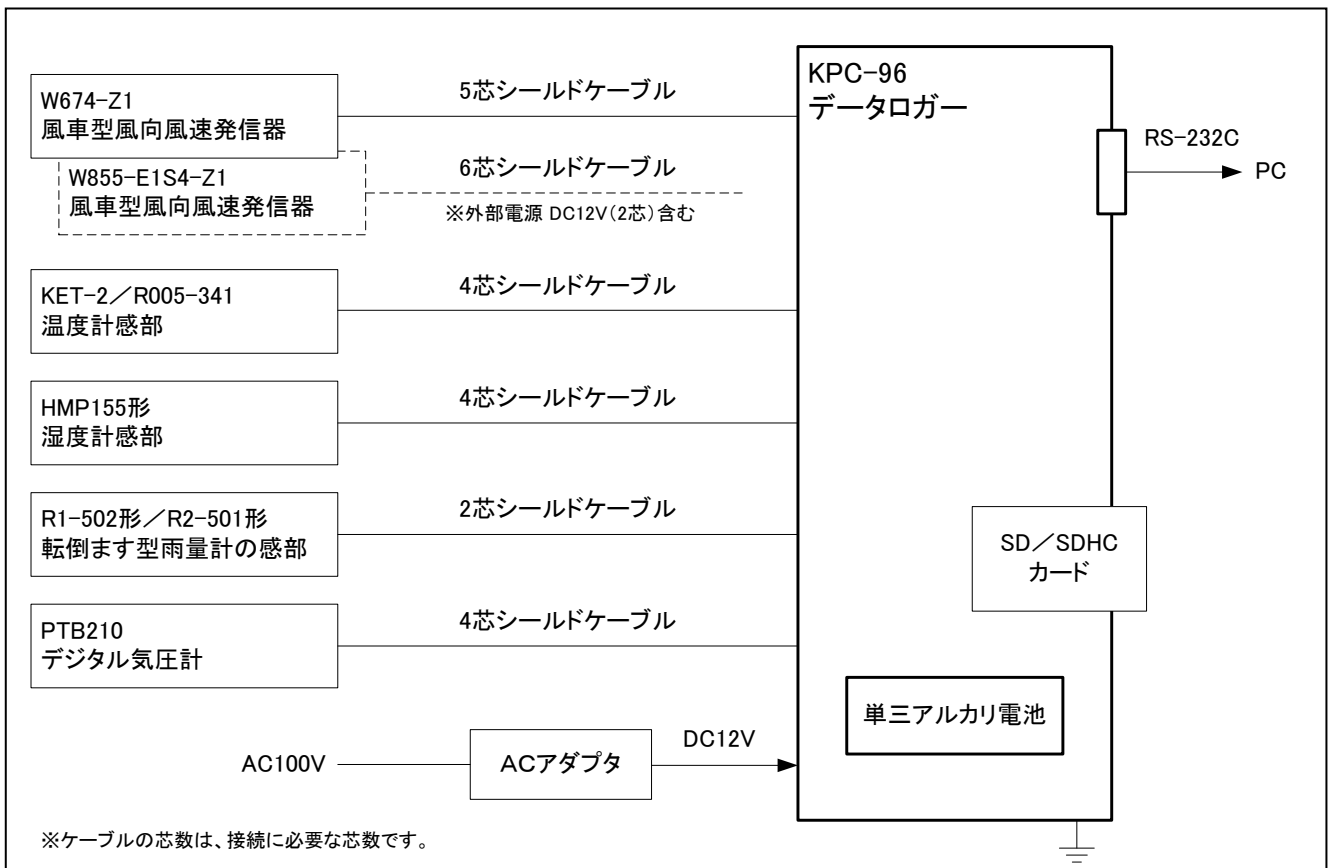 W674-Z1
風車型風向風速発信器
5芯シールドケーブル
W855-E1S4-Z1
風車型風向風速発信器
6芯シールドケーブル
※外部電源 DC12V(2芯)含む
KET-2/R005-341
温度計感部
4芯シールドケーブル
HMP155形
湿度計感部
4芯シールドケーブル
R1-502形/R2-501形
転倒ます型雨量計の感部
2芯シールドケーブル
PTB210
デジタル気圧計
4芯シールドケーブル
AC100V
ACアダプタ
DC12V
KPC-96
データロガー
RS-232C
PC
SD/SDHC
カード
単三アルカリ電池
※ケーブルの芯数は、接続に必要な芯数です。